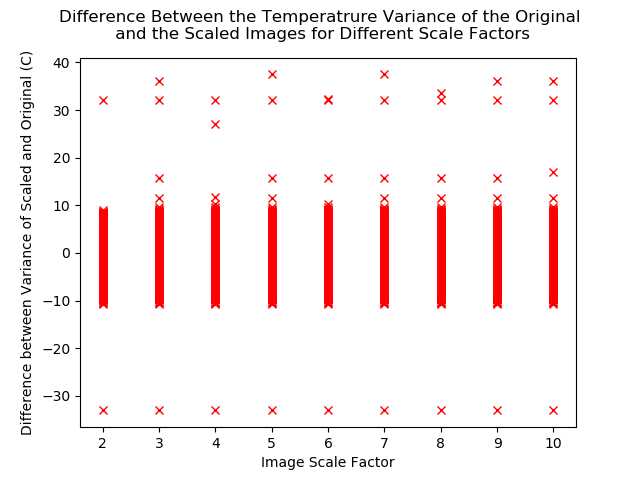 Difference Between the Temperatrure Variance of the Original
and the Scaled Images for Different Scale Factors
Difference between Variance of Scaled and Original (C)
40
30
20
10
0
−10
−20
−30
2 3 4 5 6 7 8 9 10
Image Scale Factor